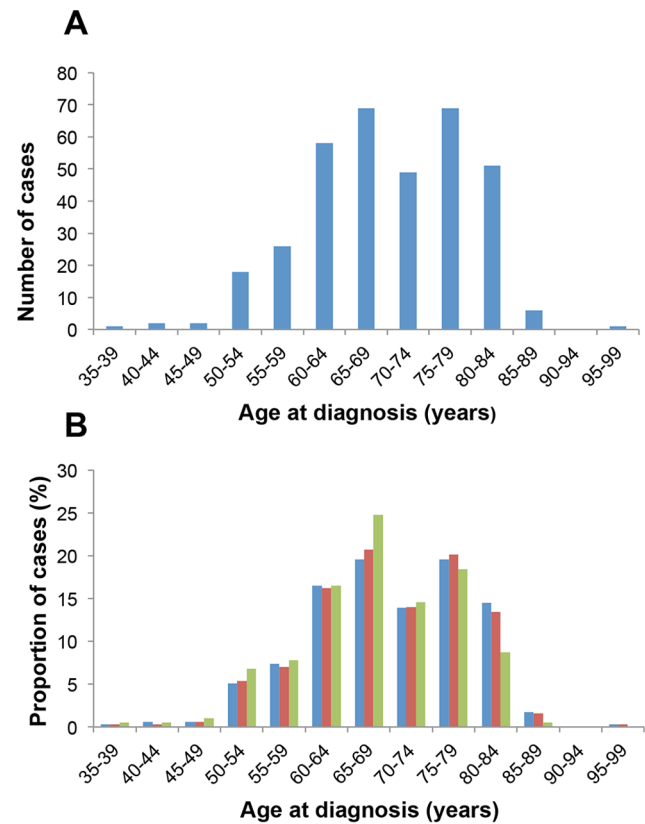 A
80
70
60
50
40
30
20
10
0
Number of cases
35-39 40-44 45-49 50-54 55-59 60-64 65-69 70-74 75-79 80-84 85-89 90-94 95-99
Age at diagnosis (years)
B
30
25
20
15
10
5
0
Proportion of cases (%)
35-39 40-44 45-49 50-54 55-59 60-64 65-69 70-74 75-79 80-84 85-89 90-94 95-99
Age at diagnosis (years)